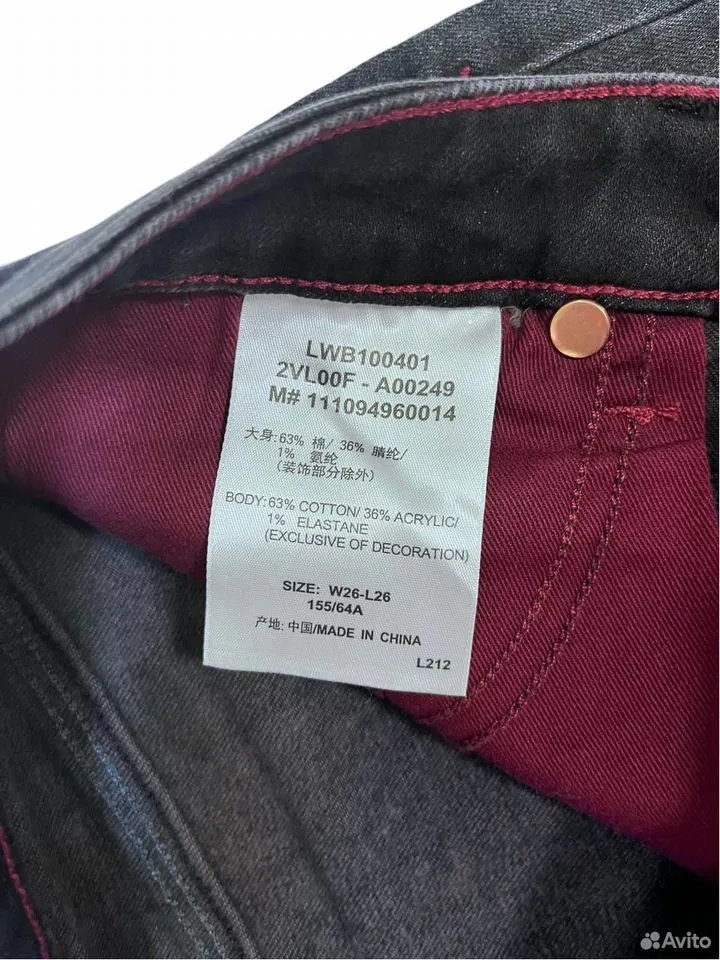 LWB100401
2VL00F - A00249
M# 111094960014
大身:63% 棉/ 36% 腈纶/
1% 氨纶
(装饰部分除外)
BODY:63% COTTON/ 36% ACRYLIC/
1% ELASTANE
(EXCLUSIVE OF DECORATION)
SIZE: W26-L26
155/64A
产地: 中国/MADE IN CHINA
L212
Avito